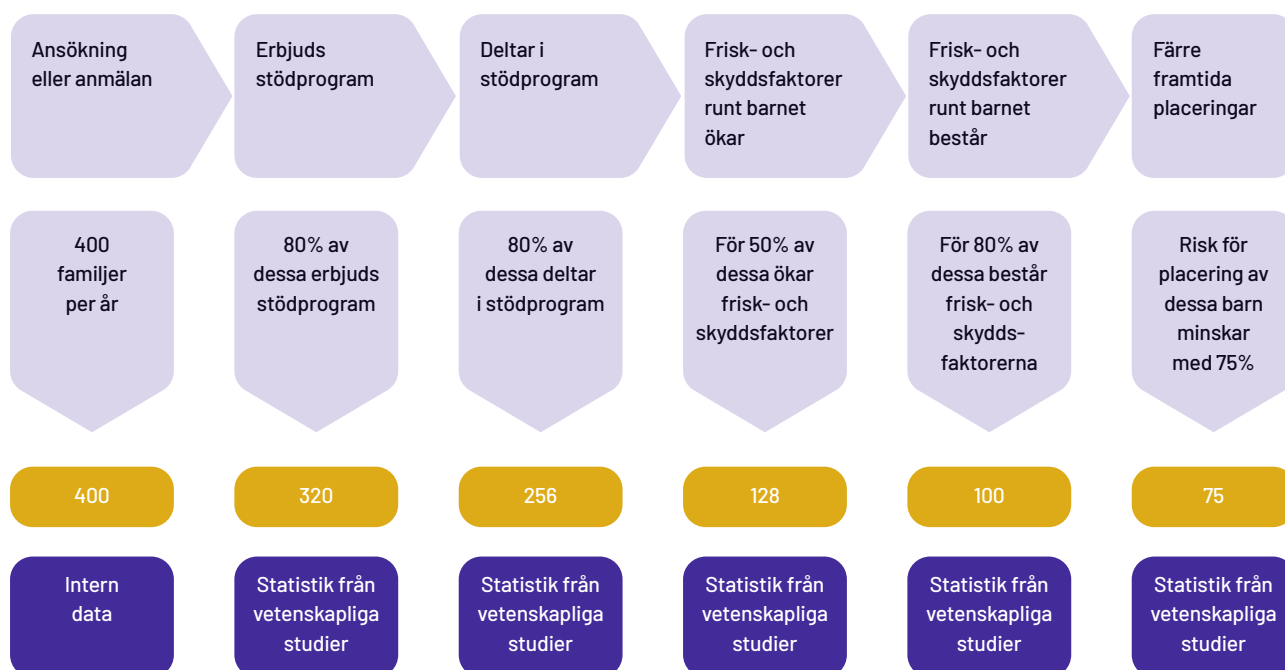 Ansökning
eller anmälan
Erbjuds
stödprogram
Deltar i
stödprogram
Frisk- och
skyddsfaktorer
runt barnet
ökar
Frisk- och
skyddsfaktorer
runt barnet
består
Färre
framtida
placeringar
400
familjer
per år
80% av
dessa erbjuds
stödprogram
80% av
dessa deltar
i stödprogram
För 50% av
dessa ökar
frisk- och
skyddsfaktorer
För 80% av
dessa består
frisk- och
skydds-
faktorerna
Risk för
placering av
dessa barn
minskar
med 75%
400
320
256
128
100
75
Intern
data
Statistik från
vetenskapliga
studier
Statistik från
vetenskapliga
studier
Statistik från
vetenskapliga
studier
Statistik från
vetenskapliga
studier
Statistik från
vetenskapliga
studier